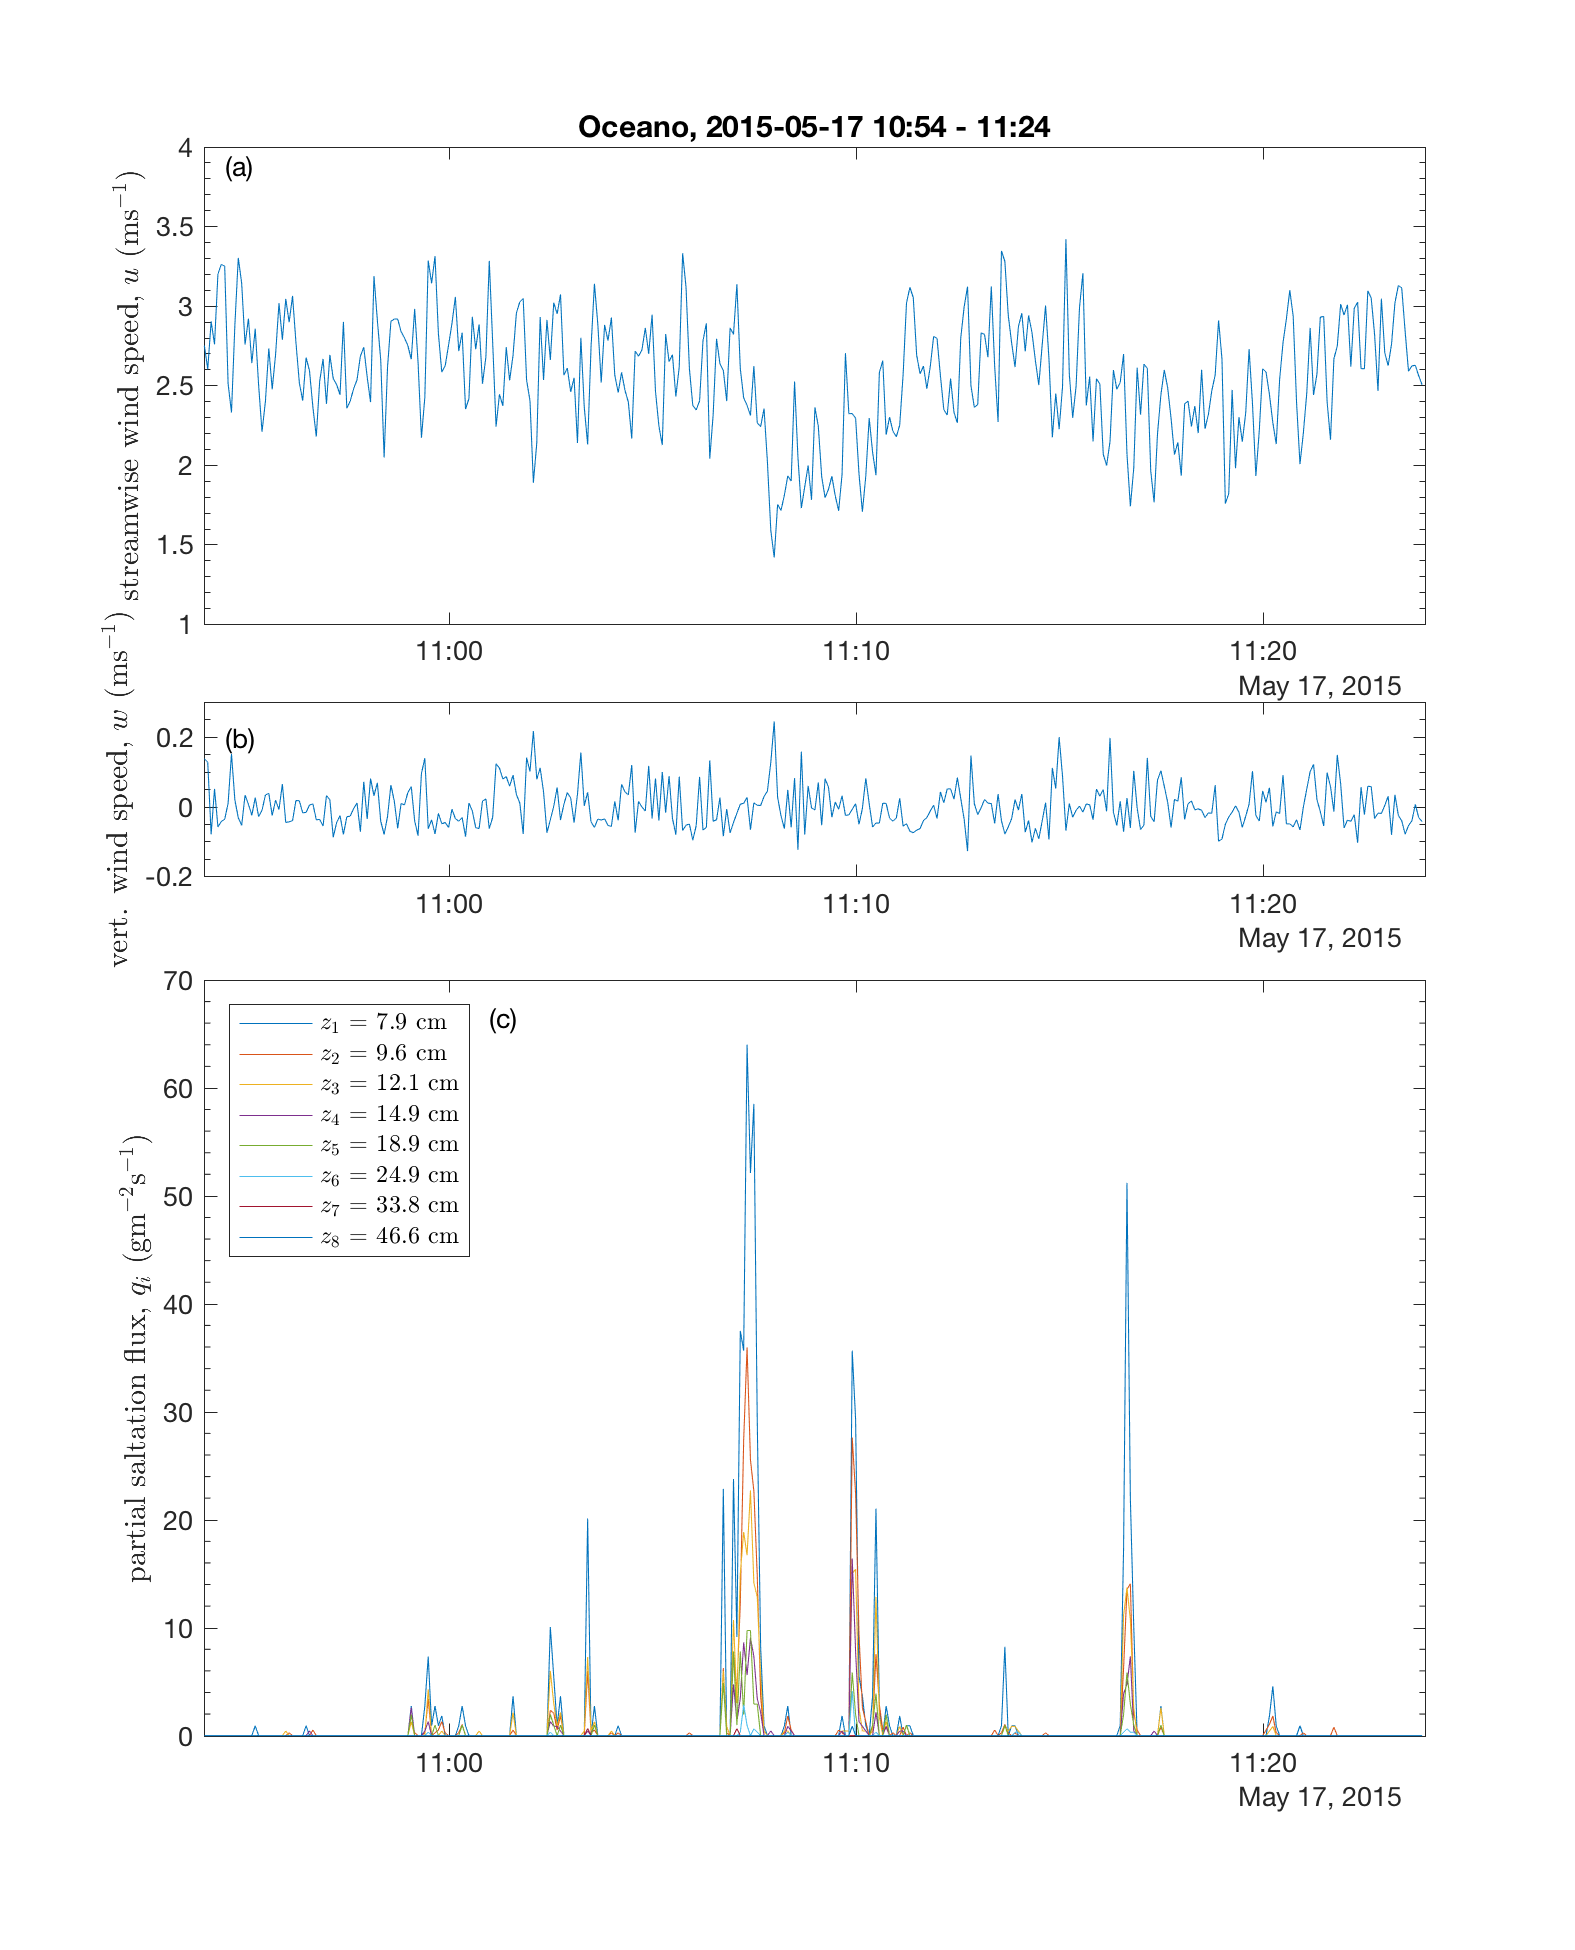 Oceano, 2015-05-17 10:54 - 11:24
(a)
streamwise wind speed, u (ms⁻¹)
4
3.5
3
2.5
2
1.5
1
11:00 11:10 11:20
May 17, 2015
(b)
vert. wind speed, w (ms⁻¹)
0.2
0
-0.2
11:00 11:10 11:20
May 17, 2015
(c)
partial saltation flux, qᵢ (gm⁻²s⁻¹)
70
60
50
40
30
20
10
0
z₁ = 7.9 cm
z₂ = 9.6 cm
z₃ = 12.1 cm
z₄ = 14.9 cm
z₅ = 18.9 cm
z₆ = 24.9 cm
z₇ = 33.8 cm
z₈ = 46.6 cm
11:00 11:10 11:20
May 17, 2015